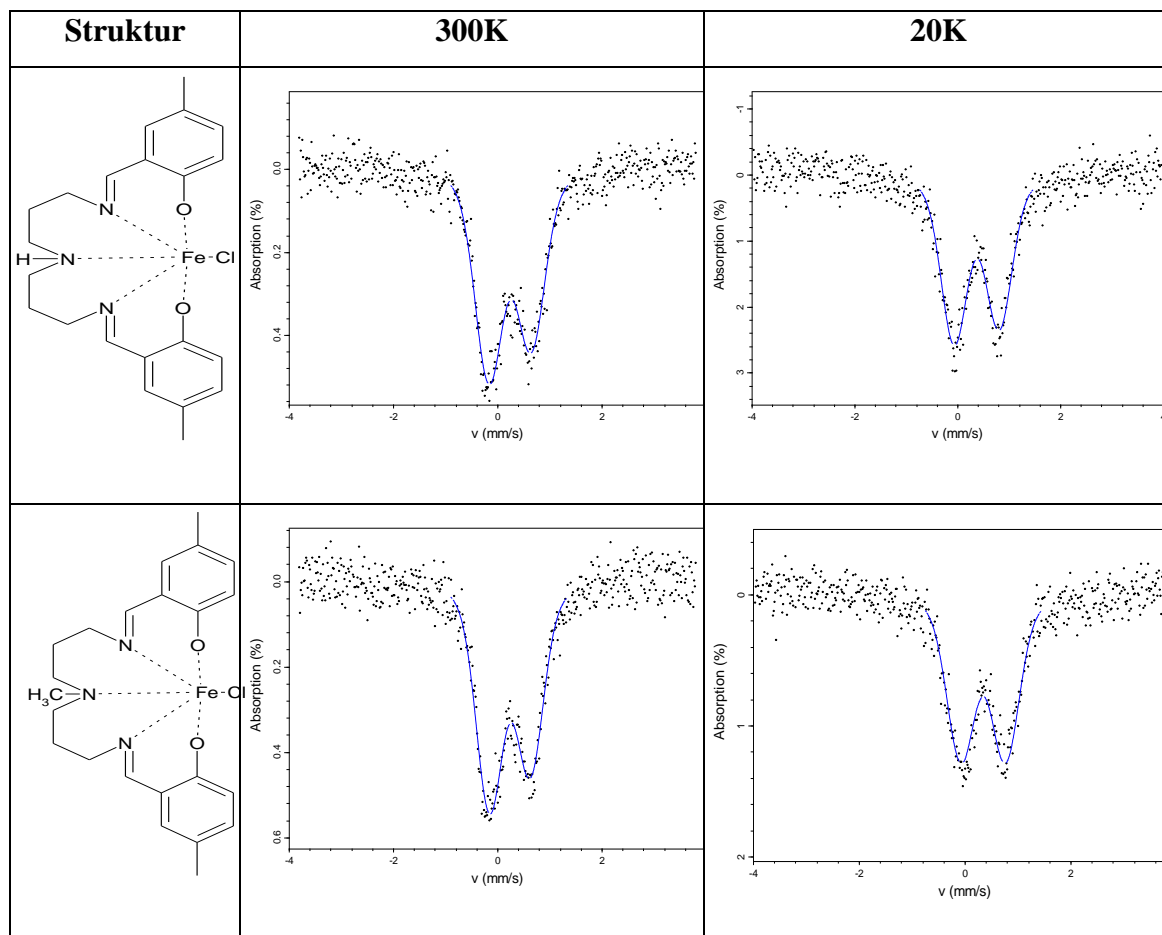 Struktur 300K 20K
N
O
H N Fe Cl
N
O
Absorption (%)
0.0
0.2
0.4
-4 -2 0 2
v (mm/s)
Absorption (%)
-1
0
1
2
3
-4 -2 0 2 4
v (mm/s)
N
O
H3C N Fe Cl
N
O
Absorption (%)
0.0
0.2
0.4
0.6
-4 -2 0 2
v (mm/s)
Absorption (%)
0
1
2
-4 -2 0 2
v (mm/s)